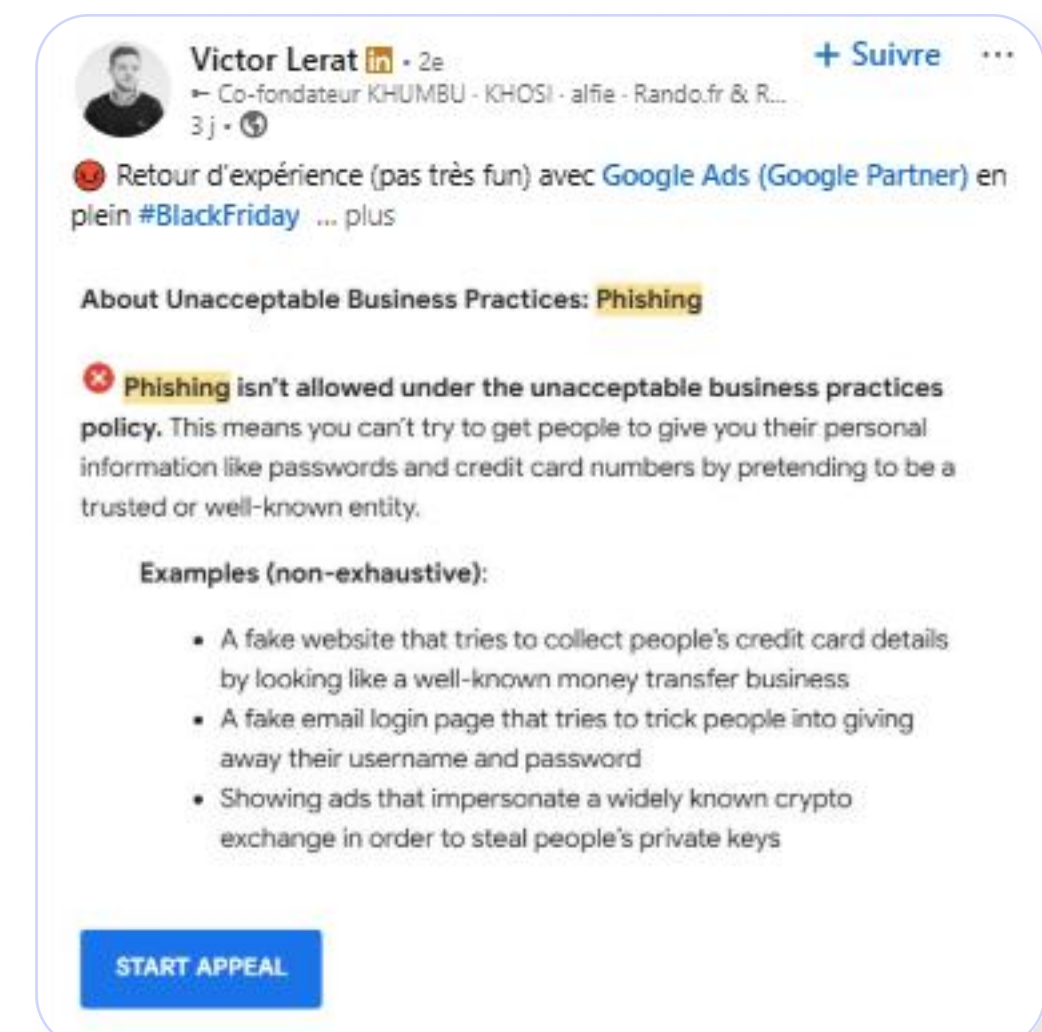 Victor Lerat in • 2e
+ Suivre ...
Co-fondateur KHUMBU - KHOSI - alfie - Rando.fr & R...
3 j •
Retour d'expérience (pas très fun) avec Google Ads (Google Partner) en
plein #BlackFriday ... plus
About Unacceptable Business Practices: Phishing
Phishing isn't allowed under the unacceptable business practices
policy. This means you can't try to get people to give you their personal
information like passwords and credit card numbers by pretending to be a
trusted or well-known entity.
Examples (non-exhaustive):
• A fake website that tries to collect people's credit card details
by looking like a well-known money transfer business
• A fake email login page that tries to trick people into giving
away their username and password
• Showing ads that impersonate a widely known crypto
exchange in order to steal people's private keys
START APPEAL